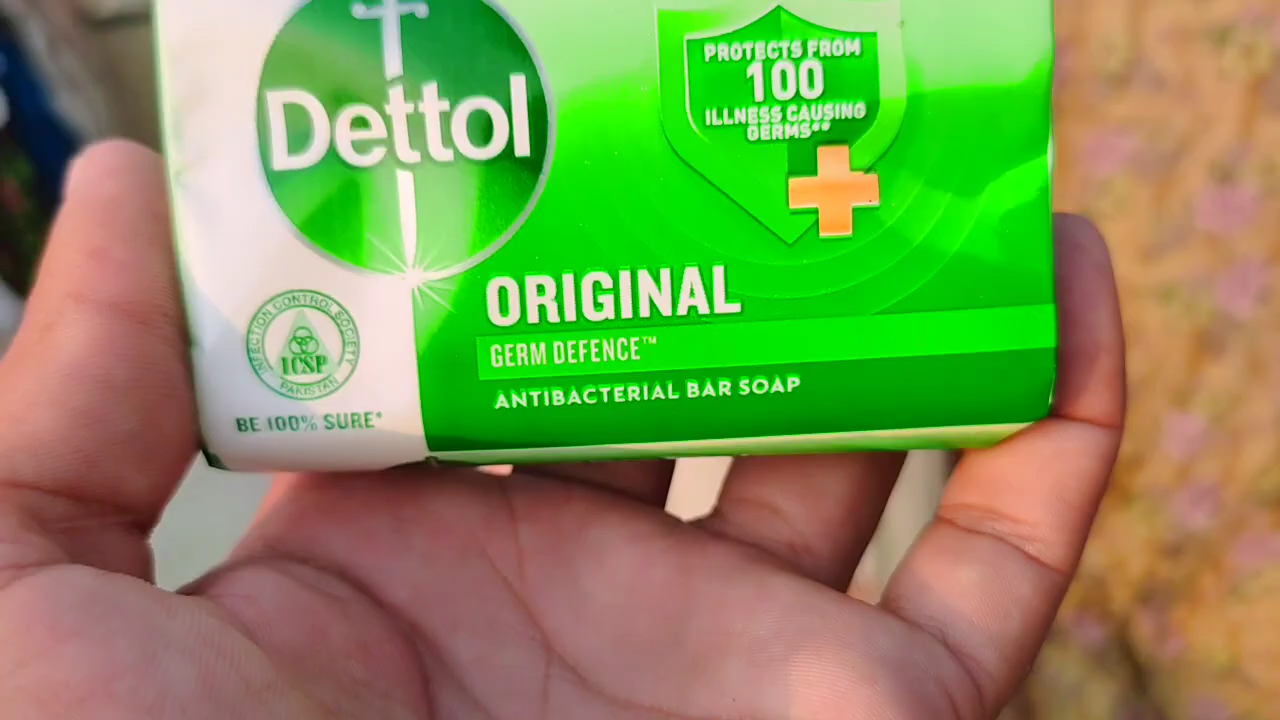 Dettol
PROTECTS FROM
100
ILLNESS CAUSING
GERMS**
ORIGINAL
GERM DEFENCE™
ANTIBACTERIAL BAR SOAP
INFECTION CONTROL SOCIETY
ICSP
PAKISTAN
BE 100% SURE*